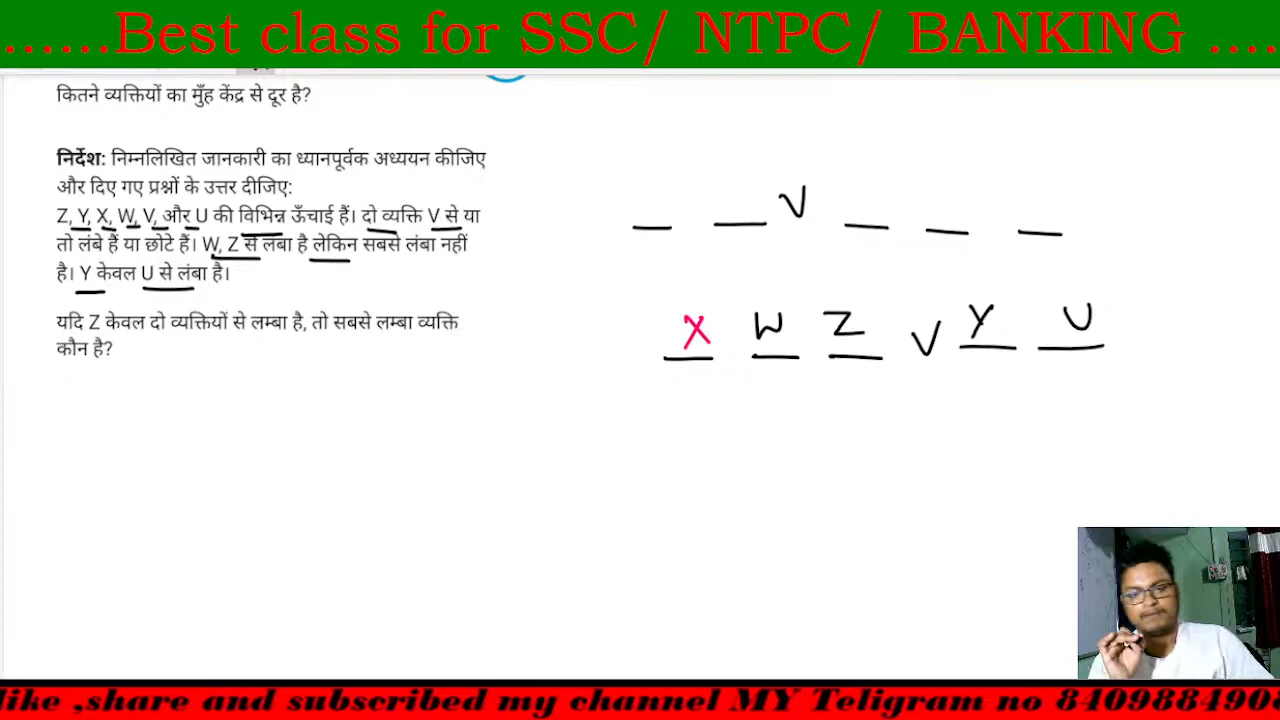 ......Best class for SSC/ NTPC/ BANKING ....
कितने व्यक्तियों का मुँह केंद्र से दूर है?
निर्देश: निम्नलिखित जानकारी का ध्यानपूर्वक अध्ययन कीजिए
और दिए गए प्रश्नों के उत्तर दीजिए:
Z, Y, X, W, V, और U की विभिन्न ऊँचाई हैं। दो व्यक्ति V से या
तो लंबे हैं या छोटे हैं। W, Z से लंबा है लेकिन सबसे लंबा नहीं
है। Y केवल U से लंबा है।
यदि Z केवल दो व्यक्तियों से लम्बा है, तो सबसे लम्बा व्यक्ति
कौन है?
V
X W Z V Y U
like ,share and subscribed my channel MY Teligram no 840988490